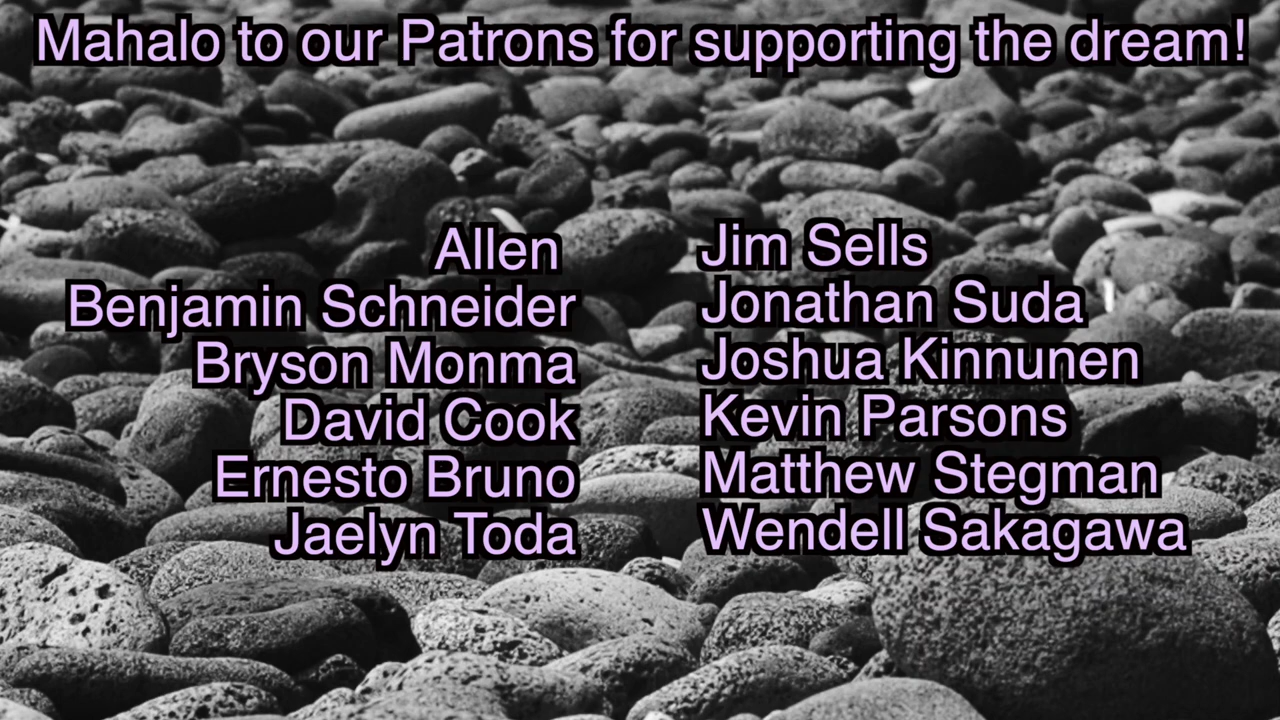 Mahalo to our Patrons for supporting the dream!
Allen
Benjamin Schneider
Bryson Monma
David Cook
Ernesto Bruno
Jaelyn Toda
Jim Sells
Jonathan Suda
Joshua Kinnunen
Kevin Parsons
Matthew Stegman
Wendell Sakagawa